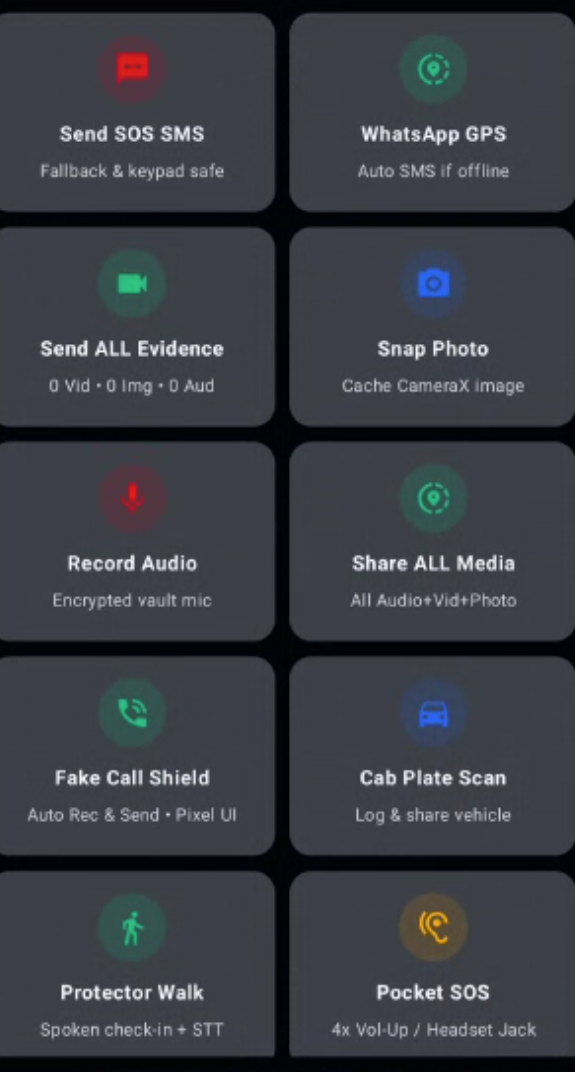 Send SOS SMS
Fallback & keypad safe
WhatsApp GPS
Auto SMS if offline
Send ALL Evidence
0 Vid • 0 Img • 0 Aud
Snap Photo
Cache CameraX image
Record Audio
Encrypted vault mic
Share ALL Media
All Audio+Vid+Photo
Fake Call Shield
Auto Rec & Send • Pixel UI
Cab Plate Scan
Log & share vehicle
Protector Walk
Spoken check-in + STT
Pocket SOS
4x Vol-Up / Headset Jack